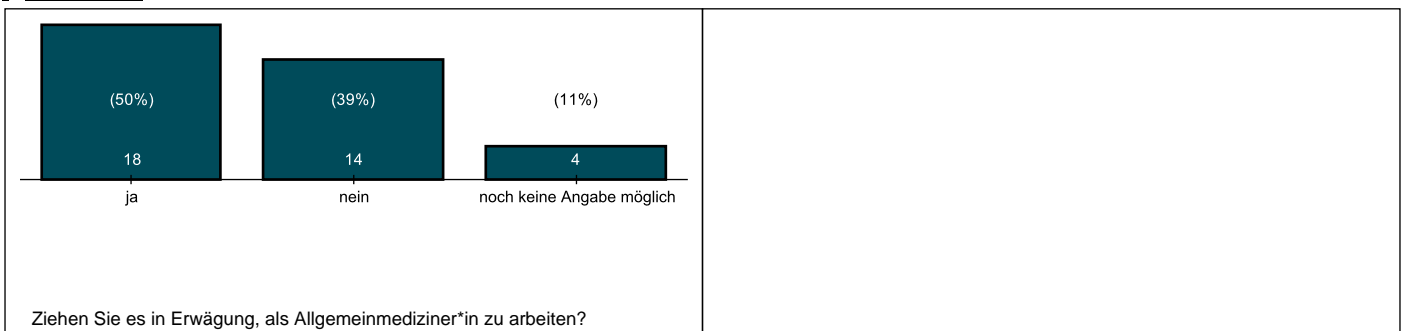 (50%) (39%) (11%)
18 14 4
ja nein noch keine Angabe möglich
Ziehen Sie es in Erwägung, als Allgemeinmediziner*in zu arbeiten?